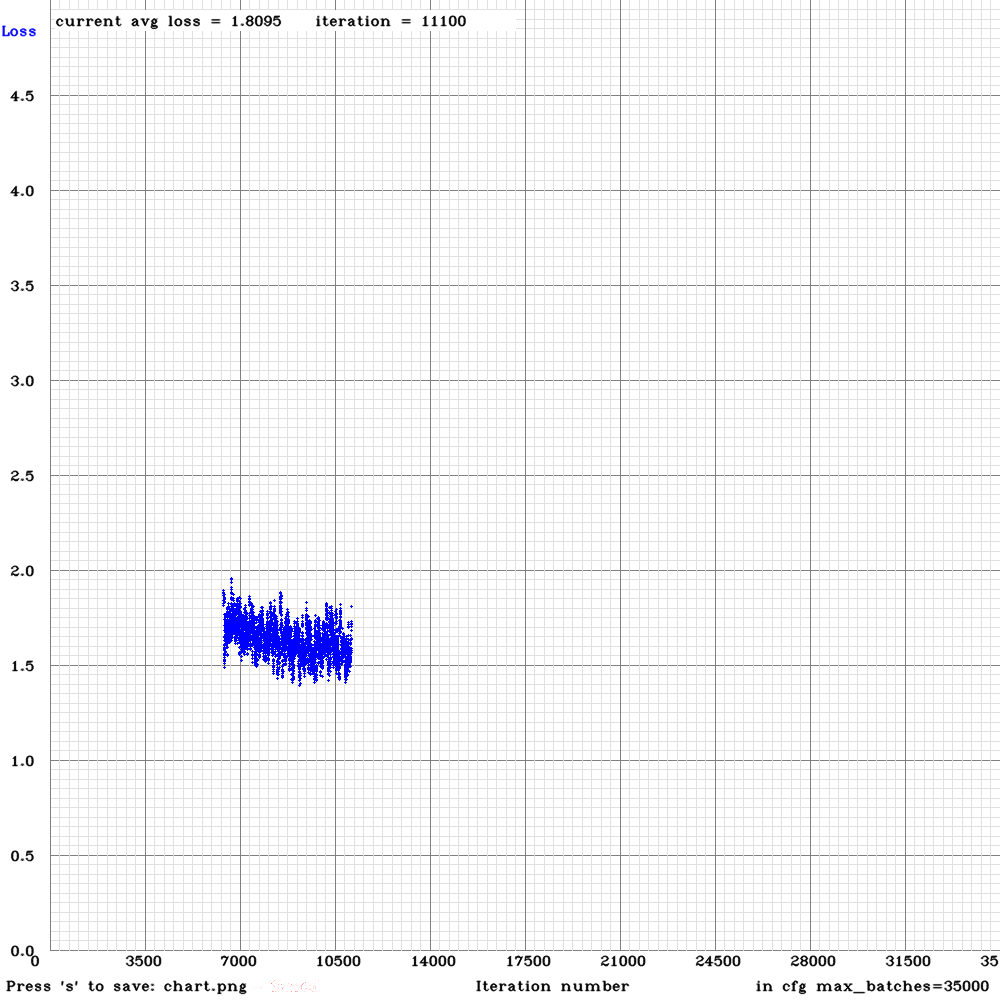 current avg loss = 1.8095 iteration = 11100
Loss
4.5
4.0
3.5
3.0
2.5
2.0
1.5
1.0
0.5
0.0
0 3500 7000 10500 14000 17500 21000 24500 28000 31500 35
Press 's' to save: chart.png Iteration number in cfg max_batches=35000